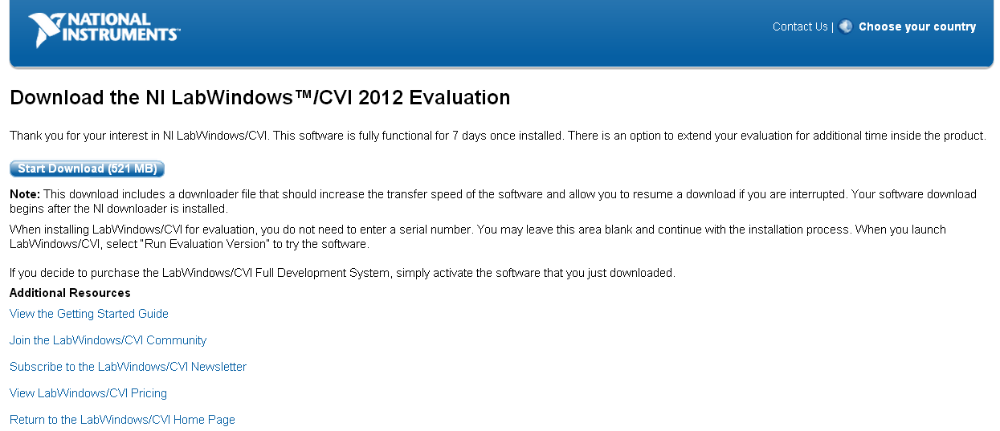 NATIONAL
INSTRUMENTS™
Contact Us | Choose your country
Download the NI LabWindows™/CVI 2012 Evaluation
Thank you for your interest in NI LabWindows/CVI. This software is fully functional for 7 days once installed. There is an option to extend your evaluation for additional time inside the product.
Start Download (521 MB)
Note: This download includes a downloader file that should increase the transfer speed of the software and allow you to resume a download if you are interrupted. Your software download
begins after the NI downloader is installed.
When installing LabWindows/CVI for evaluation, you do not need to enter a serial number. You may leave this area blank and continue with the installation process. When you launch
LabWindows/CVI, select "Run Evaluation Version" to try the software.
If you decide to purchase the LabWindows/CVI Full Development System, simply activate the software that you just downloaded.
Additional Resources
View the Getting Started Guide
Join the LabWindows/CVI Community
Subscribe to the LabWindows/CVI Newsletter
View LabWindows/CVI Pricing
Return to the LabWindows/CVI Home Page